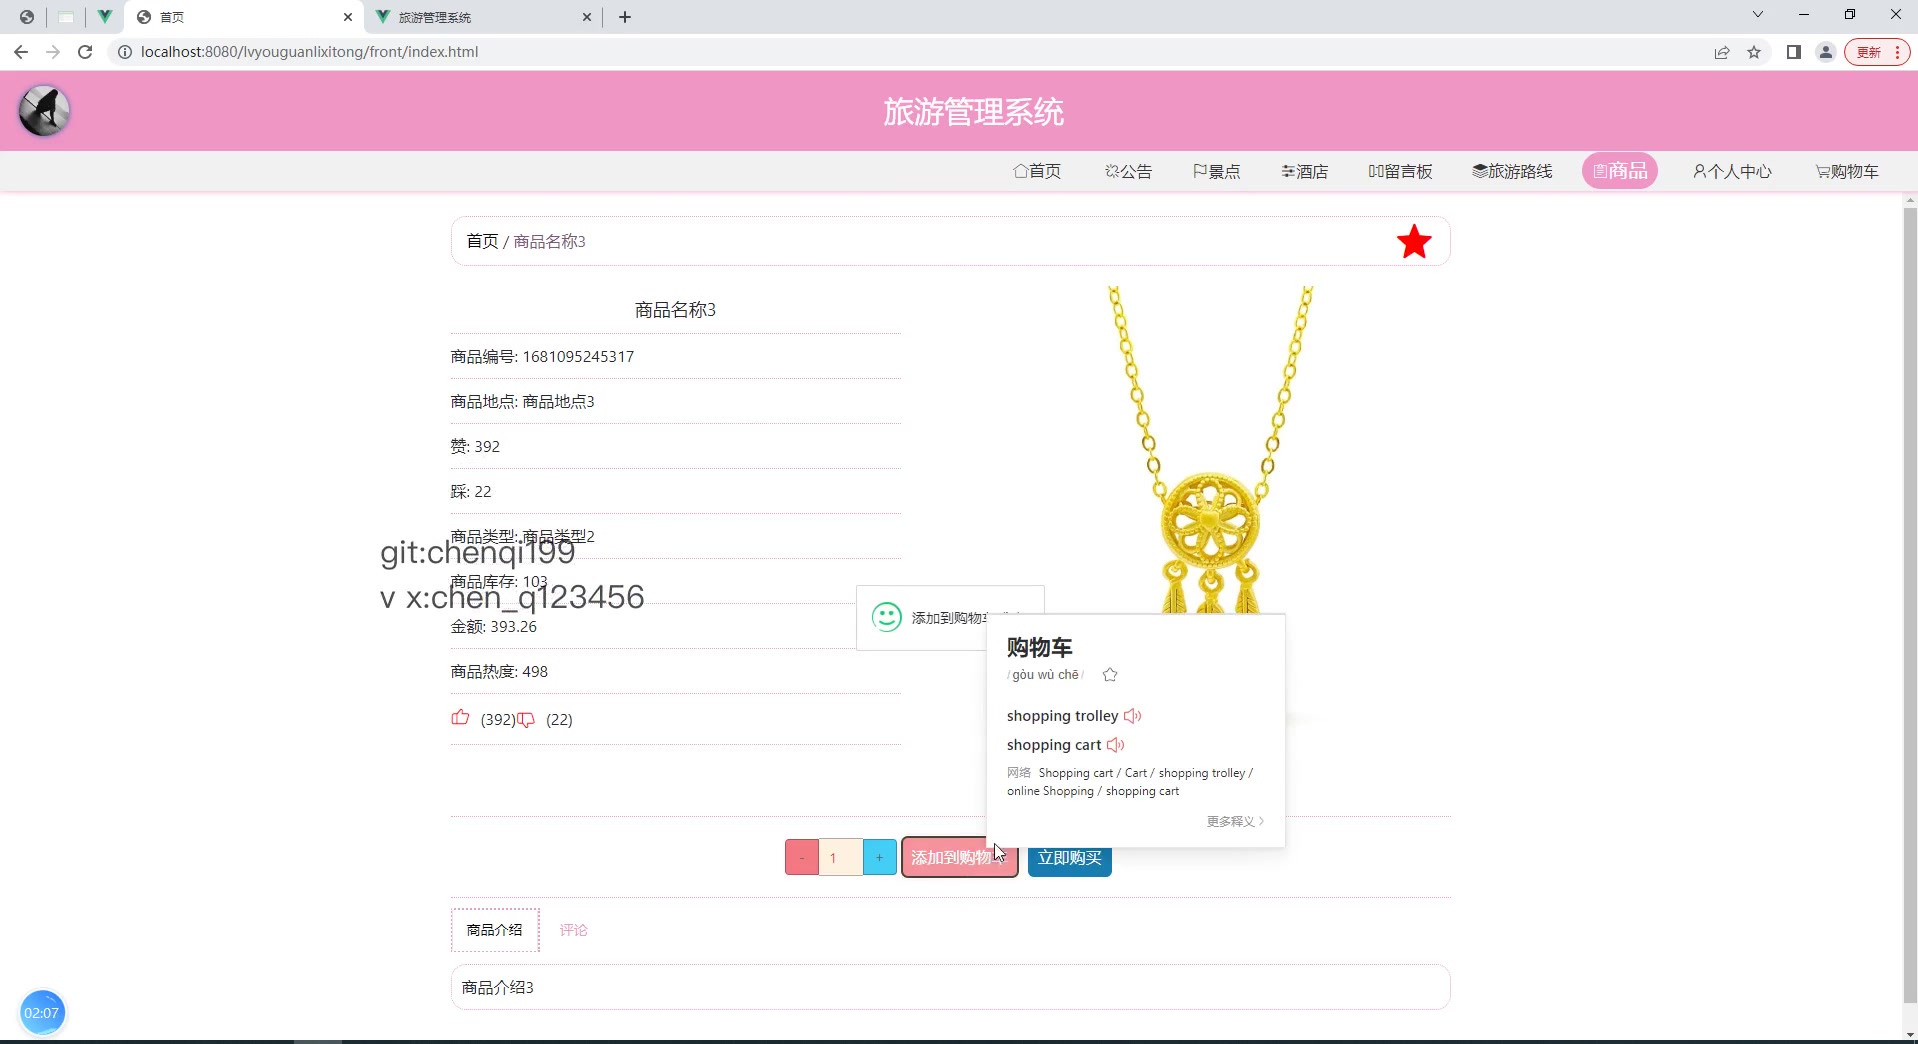 首页
旅游管理系统
localhost:8080/lvyouguanlixitong/front/index.html
更新
旅游管理系统
首页
公告
景点
酒店
留言板
旅游路线
商品
个人中心
购物车
首页 / 商品名称3
商品名称3
商品编号: 1681095245317
商品地点: 商品地点3
赞: 392
踩: 22
商品类型: 商品类型2
git:chenqi199
商品库存: 103
v x:chen_q123456
金额: 393.26
商品热度: 498
(392) (22)
添加到购物车
购物车
/ gòu wù chē /
shopping trolley
shopping cart
网络 Shopping cart / Cart / shopping trolley /
online Shopping / shopping cart
更多释义
- 1 + 添加到购物 立即购买
商品介绍 评论
商品介绍3
02:07